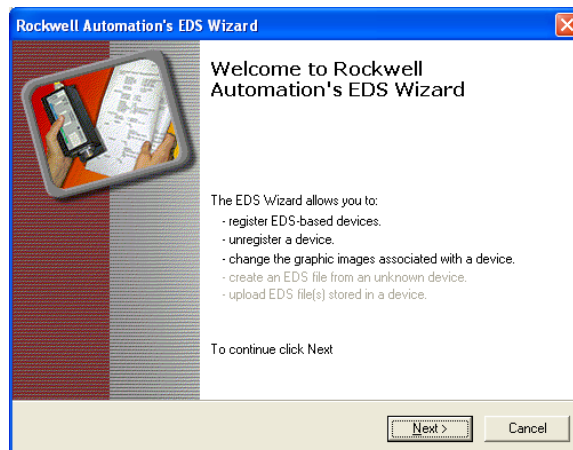 Rockwell Automation's EDS Wizard
Welcome to Rockwell
Automation's EDS Wizard
The EDS Wizard allows you to:
- register EDS-based devices.
- unregister a device.
- change the graphic images associated with a device.
- create an EDS file from an unknown device.
- upload EDS file(s) stored in a device.
To continue click Next
Next >
Cancel